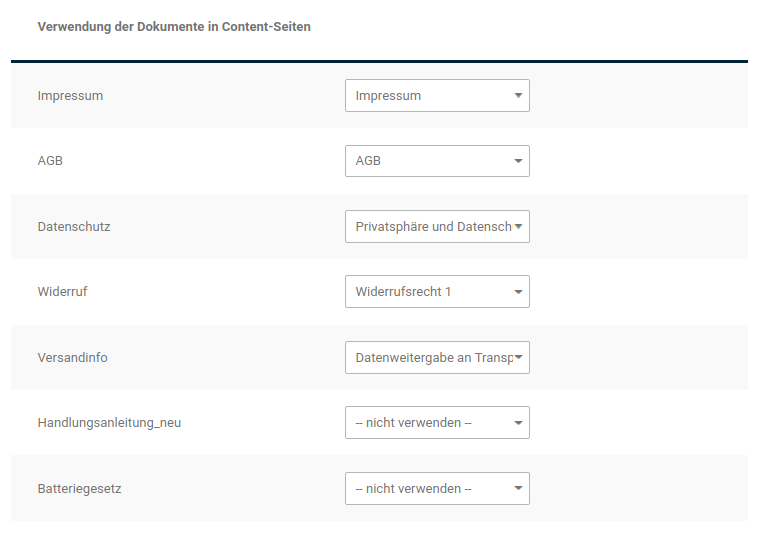 Verwendung der Dokumente in Content-Seiten
Impressum Impressum
AGB AGB
Datenschutz Privatsphäre und Datensch
Widerruf Widerrufsrecht 1
Versandinfo Datenweitergabe an Transp
Handlungsanleitung_neu -- nicht verwenden --
Batteriegesetz -- nicht verwenden --